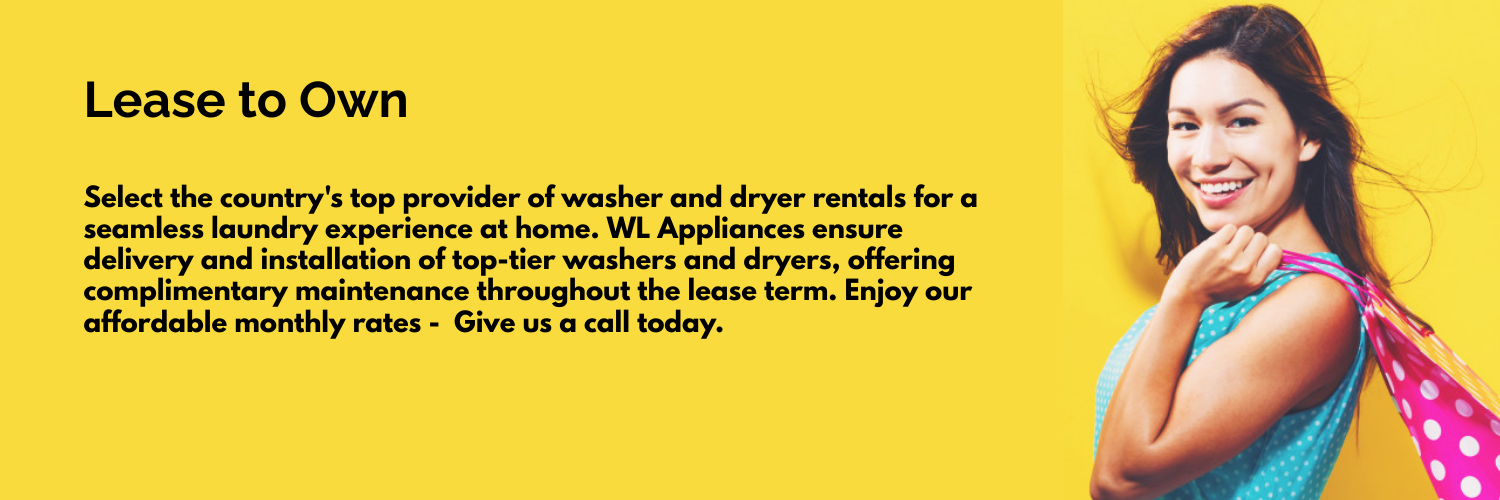 Lease to Own
Select the country's top provider of washer and dryer rentals for a
seamless laundry experience at home. WL Appliances ensure
delivery and installation of top-tier washers and dryers, offering
complimentary maintenance throughout the lease term. Enjoy our
affordable monthly rates -  Give us a call today.